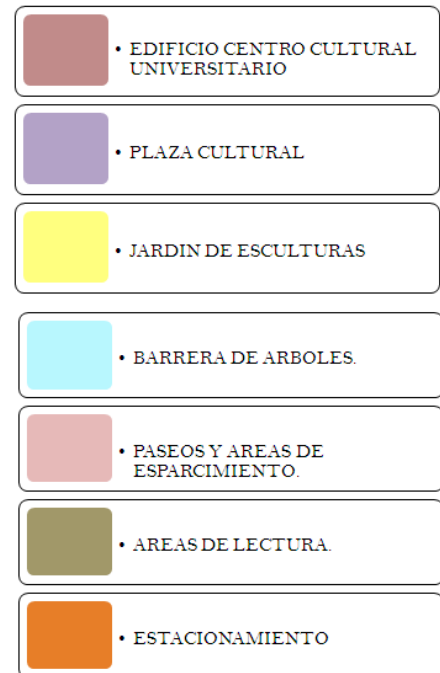 • EDIFICIO CENTRO CULTURAL
UNIVERSITARIO
• PLAZA CULTURAL
• JARDIN DE ESCULTURAS
• BARRERA DE ARBOLES.
• PASEOS Y AREAS DE
ESPARCIMIENTO.
• AREAS DE LECTURA.
• ESTACIONAMIENTO